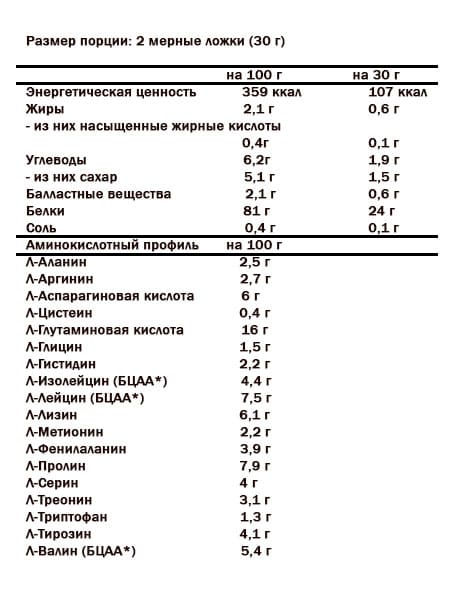 Размер порции: 2 мерные ложки (30 г)
на 100 г на 30 г
Энергетическая ценность 359 ккал 107 ккал
Жиры 2,1 г 0,6 г
- из них насыщенные жирные кислоты
0,4г 0,1 г
Углеводы 6,2г 1,9 г
- из них сахар 5,1 г 1,5 г
Балластные вещества 2,1 г 0,6 г
Белки 81 г 24 г
Соль 0,4 г 0,1 г
Аминокислотный профиль на 100 г
Л-Аланин 2,5 г
Л-Аргинин 2,7 г
Л-Аспарагиновая кислота 6 г
Л-Цистеин 0,4 г
Л-Глутаминовая кислота 16 г
Л-Глицин 1,5 г
Л-Гистидин 2,2 г
Л-Изолейцин (БЦАА*) 4,4 г
Л-Лейцин (БЦАА*) 7,5 г
Л-Лизин 6,1 г
Л-Метионин 2,2 г
Л-Фенилаланин 3,9 г
Л-Пролин 7,9 г
Л-Серин 4 г
Л-Треонин 3,1 г
Л-Триптофан 1,3 г
Л-Тирозин 4,1 г
Л-Валин (БЦАА*) 5,4 г